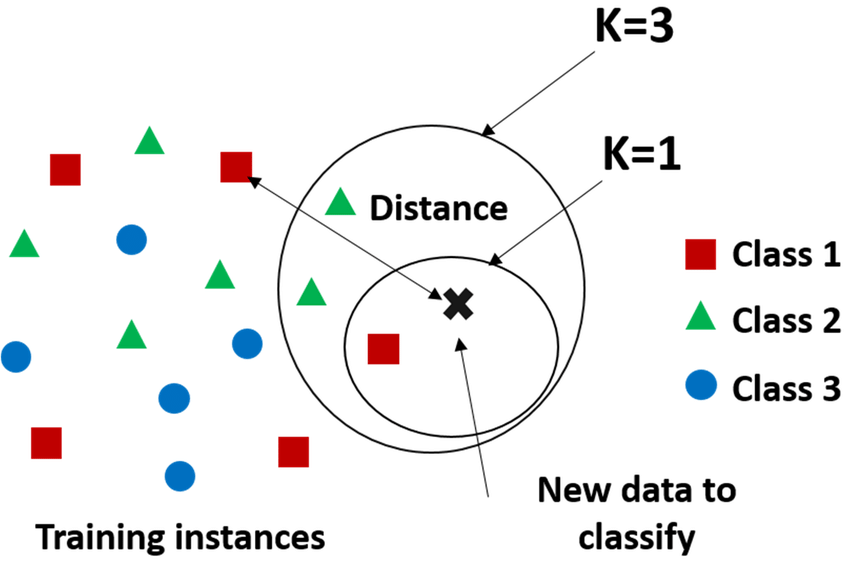 K=3
K=1
Distance
Class 1
Class 2
Class 3
New data to
classify
Training instances